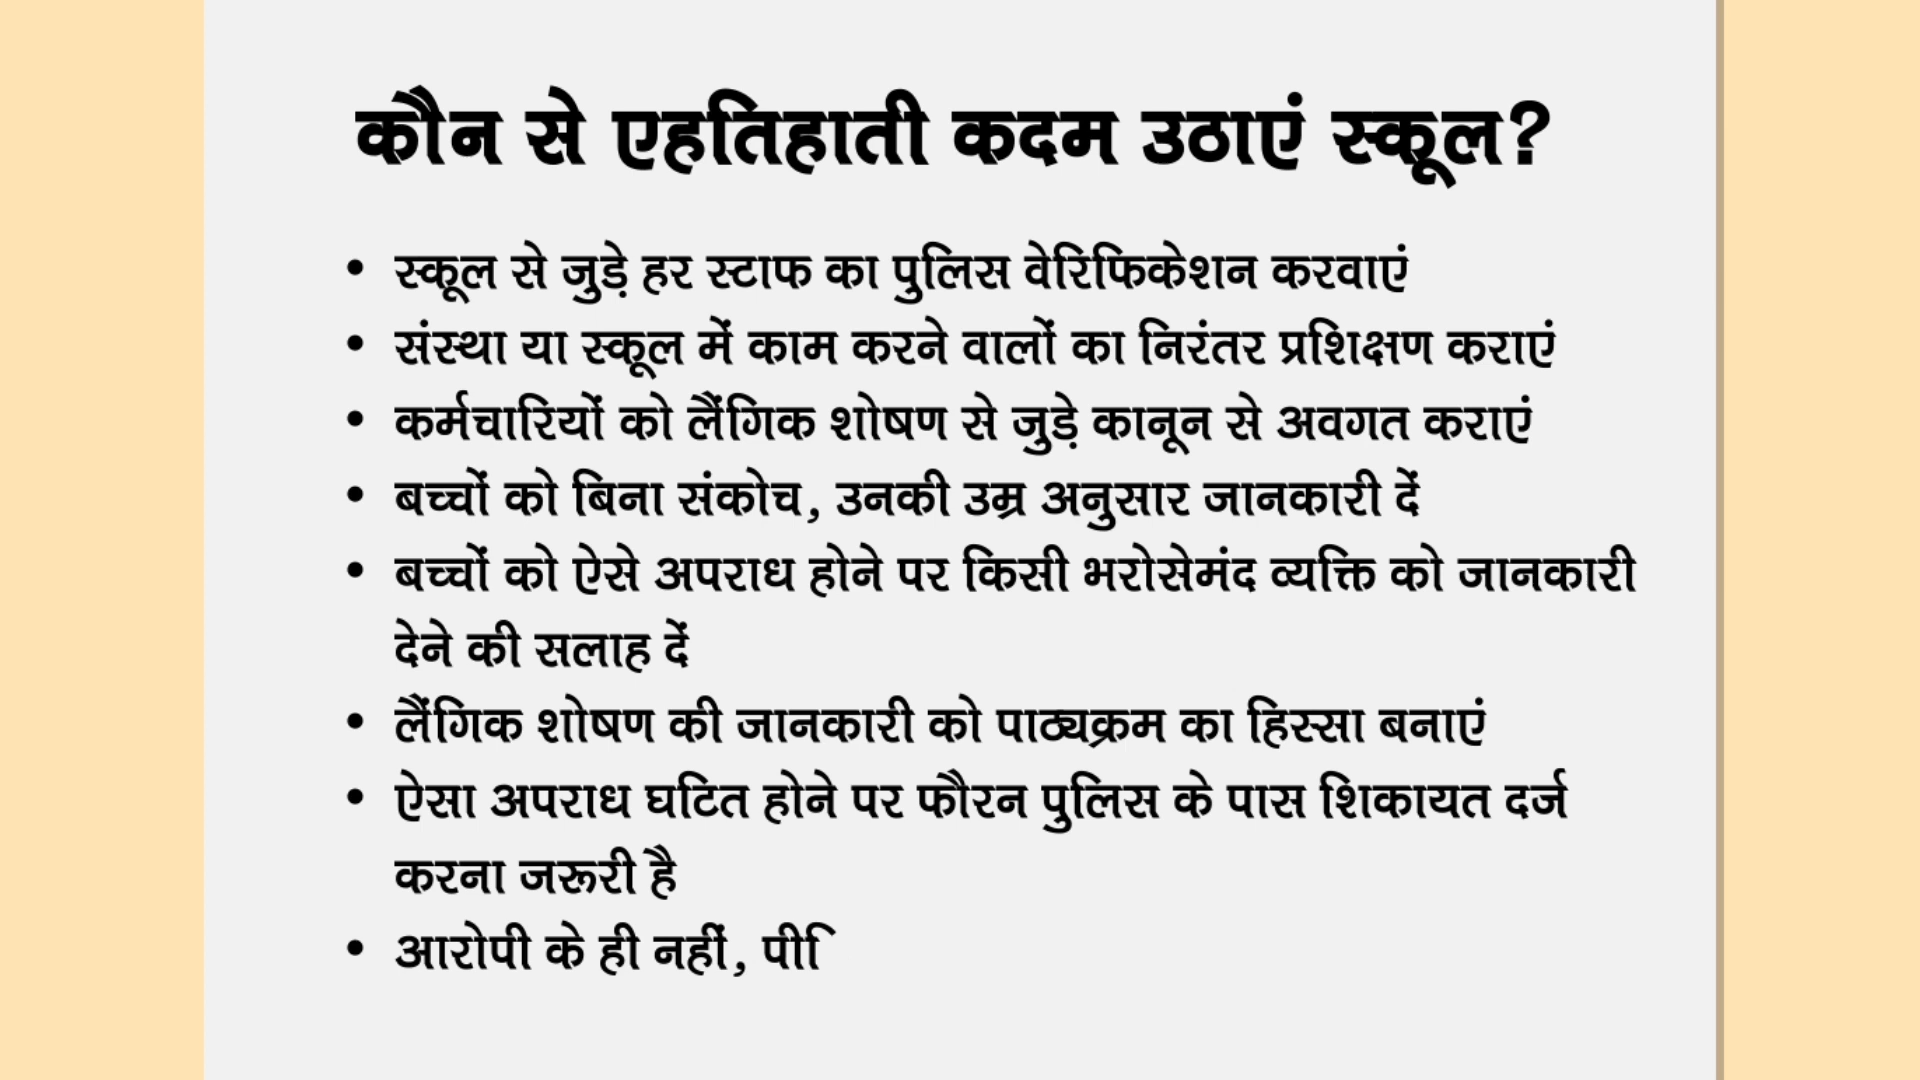 कौन से एहतिहाती कदम उठाएं स्कूल?
• स्कूल से जुड़े हर स्टाफ का पुलिस वेरिफिकेशन करवाएं
• संस्था या स्कूल में काम करने वालों का निरंतर प्रशिक्षण कराएं
• कर्मचारियों को लैंगिक शोषण से जुड़े कानून से अवगत कराएं
• बच्चों को बिना संकोच, उनकी उम्र अनुसार जानकारी दें
• बच्चों को ऐसे अपराध होने पर किसी भरोसेमंद व्यक्ति को जानकारी
देने की सलाह दें
• लैंगिक शोषण की जानकारी को पाठ्यक्रम का हिस्सा बनाएं
• ऐसा अपराध घटित होने पर फौरन पुलिस के पास शिकायत दर्ज
करना जरूरी है
• आरोपी के ही नहीं, पीि